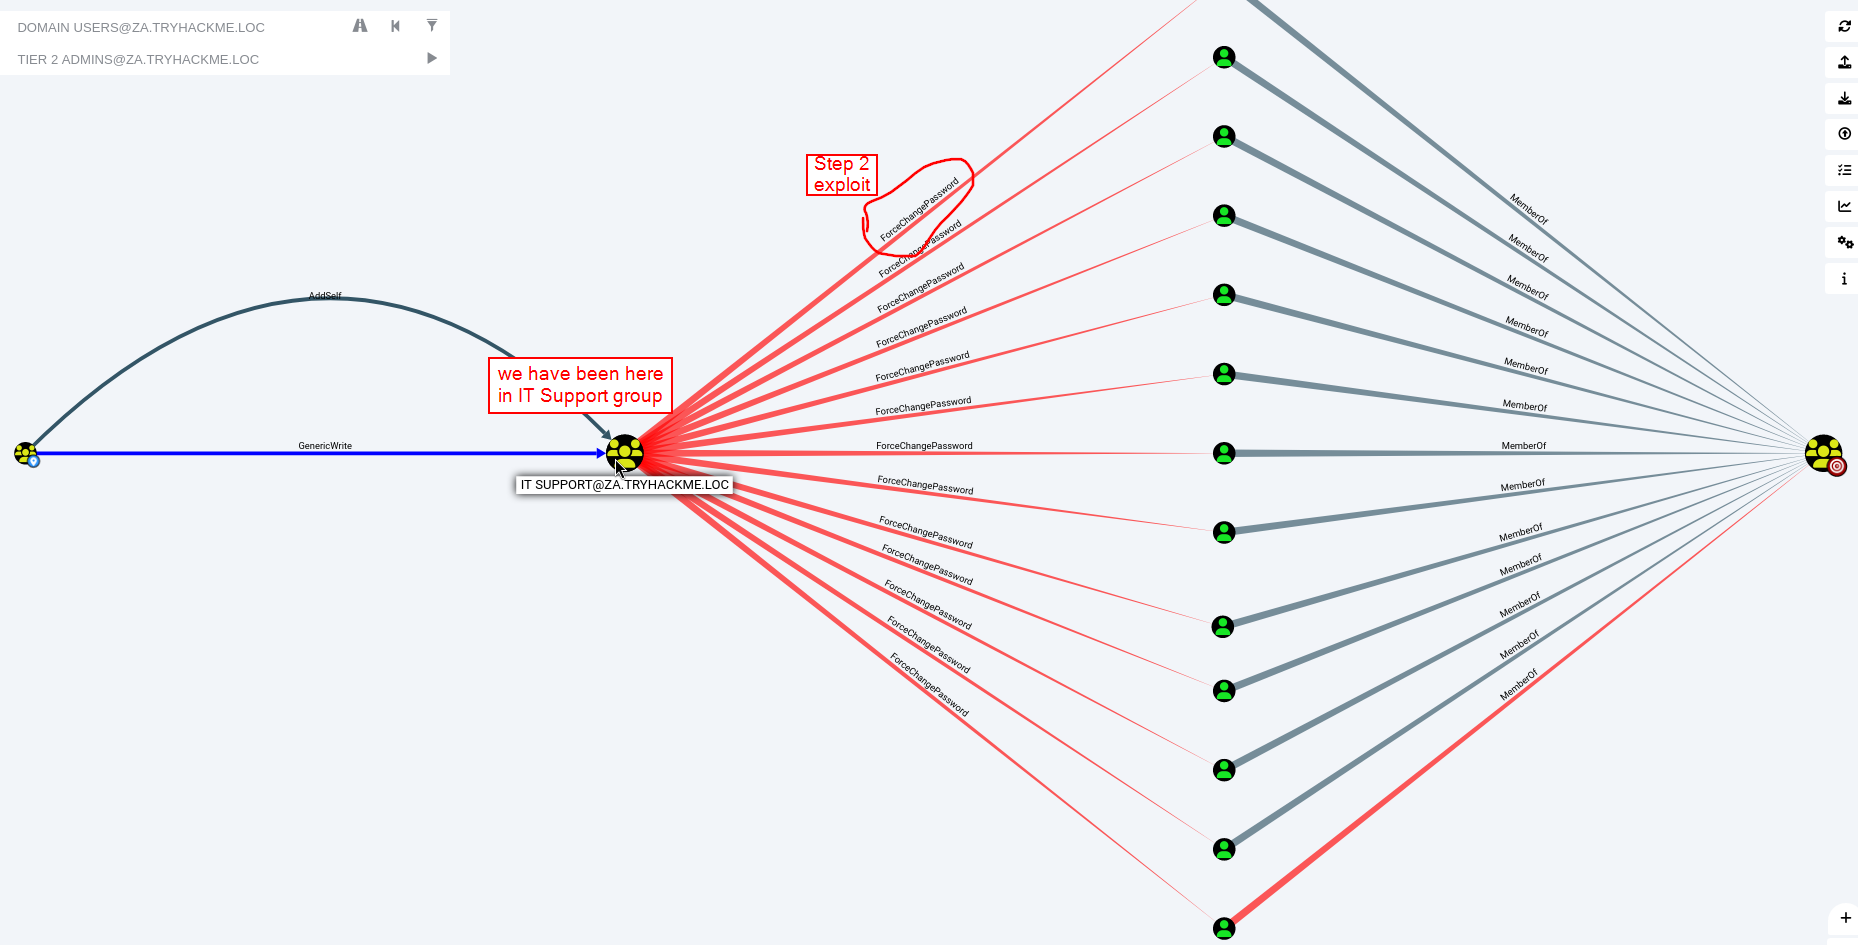 DOMAIN USERS@ZA.TRYHACKME.LOC
TIER 2 ADMINS@ZA.TRYHACKME.LOC
Step 2
exploit
ForceChangePassword
ForceChangePassword
ForceChangePassword
ForceChangePassword
ForceChangePassword
ForceChangePassword
ForceChangePassword
ForceChangePassword
ForceChangePassword
ForceChangePassword
ForceChangePassword
ForceChangePassword
ForceChangePassword
MemberOf
MemberOf
MemberOf
MemberOf
MemberOf
MemberOf
MemberOf
MemberOf
MemberOf
MemberOf
MemberOf
MemberOf
MemberOf
AddSelf
we have been here
in IT Support group
GenericWrite
IT SUPPORT@ZA.TRYHACKME.LOC